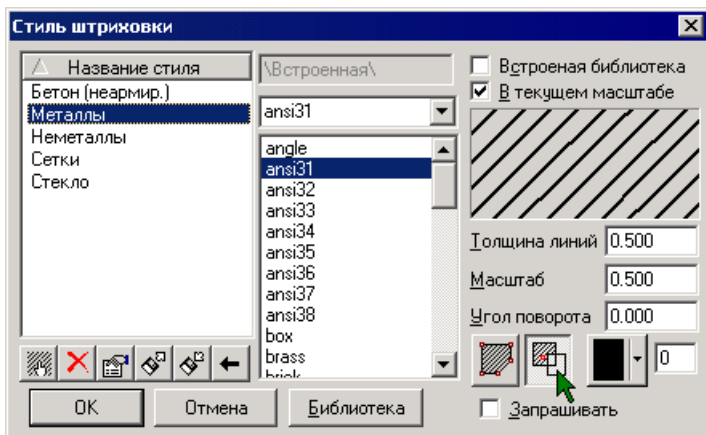 Стиль штриховки
Название стиля
Бетон (неармир.)
Металлы
Неметаллы
Сетки
Стекло
\Встроенная\
ansi31
angle
ansi31
ansi32
ansi33
ansi34
ansi35
ansi36
ansi37
ansi38
box
brass
brick
Встроеная библиотека
В текущем масштабе
Толщина линий 0.500
Масштаб 0.500
Угол поворота 0.000
0
Запрашивать
OK Отмена Библиотека